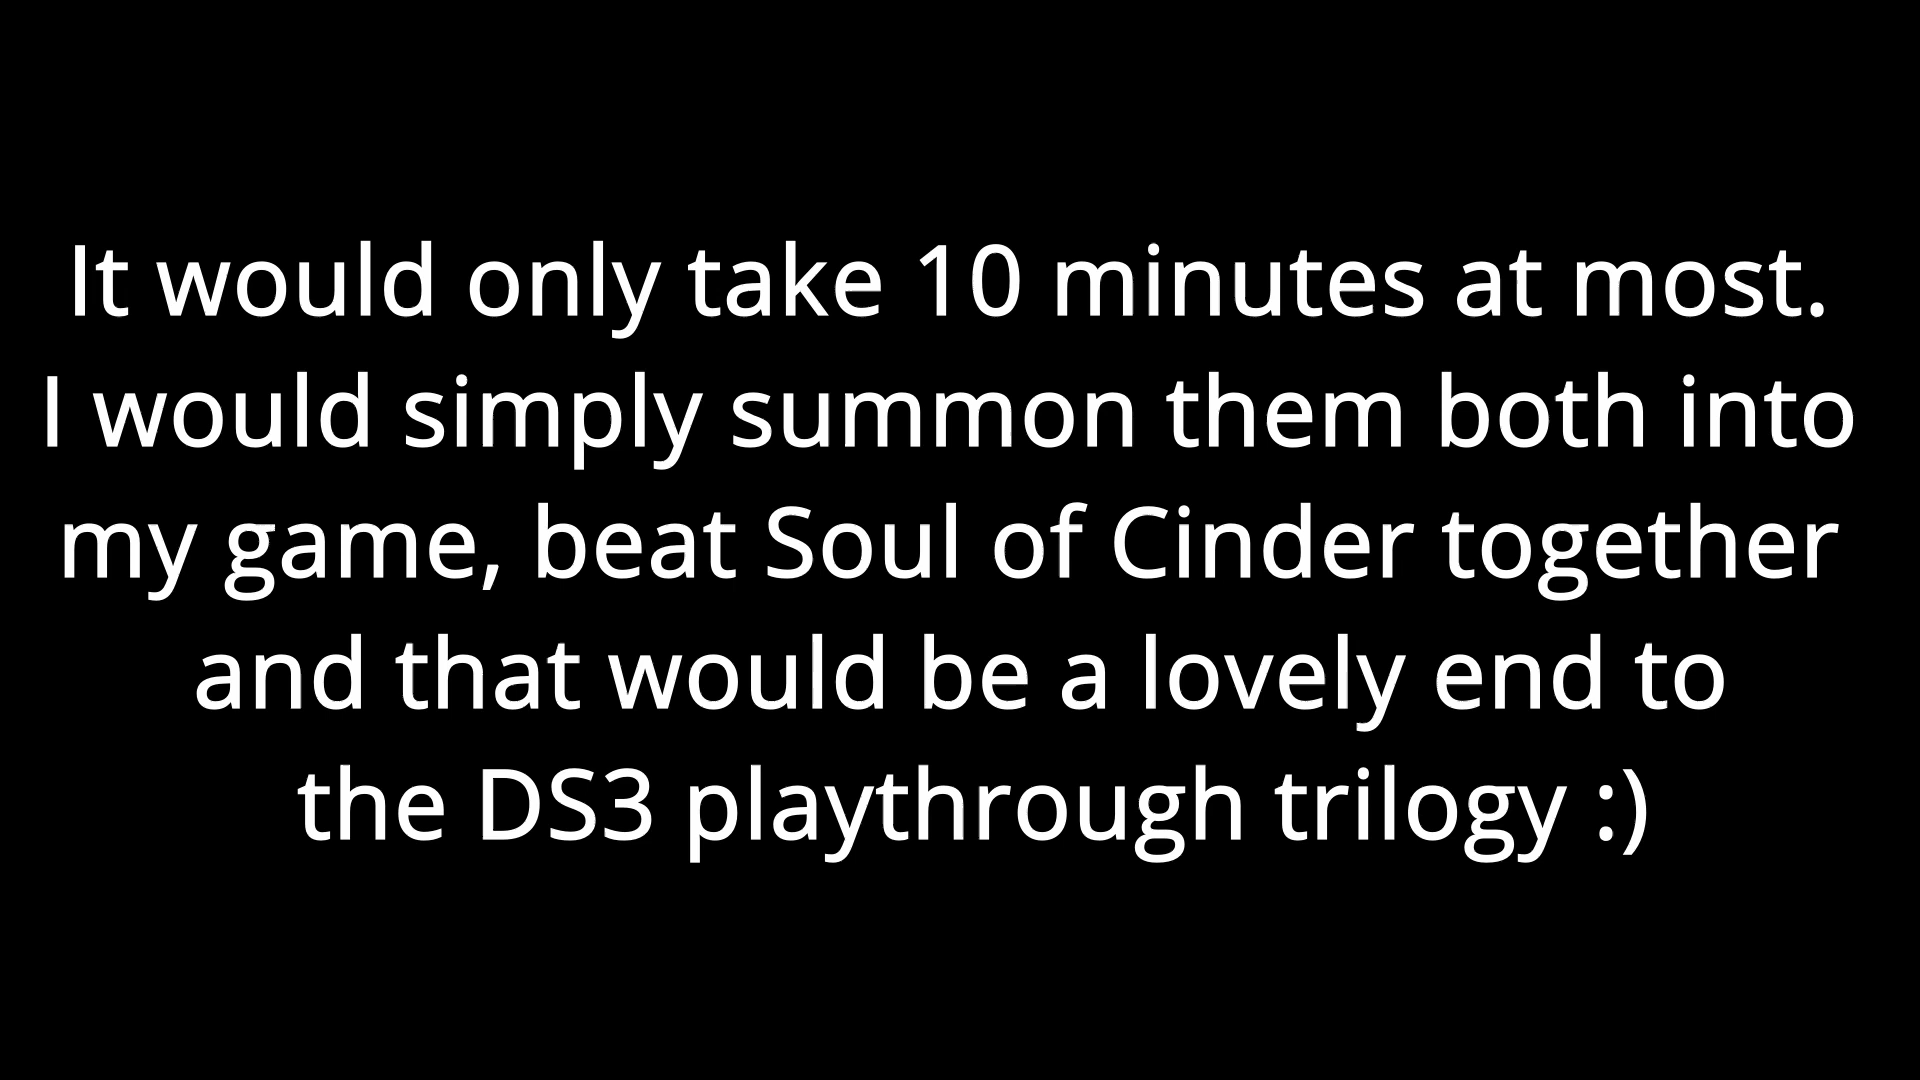 It would only take 10 minutes at most.
I would simply summon them both into
my game, beat Soul of Cinder together
and that would be a lovely end to
the DS3 playthrough trilogy :)